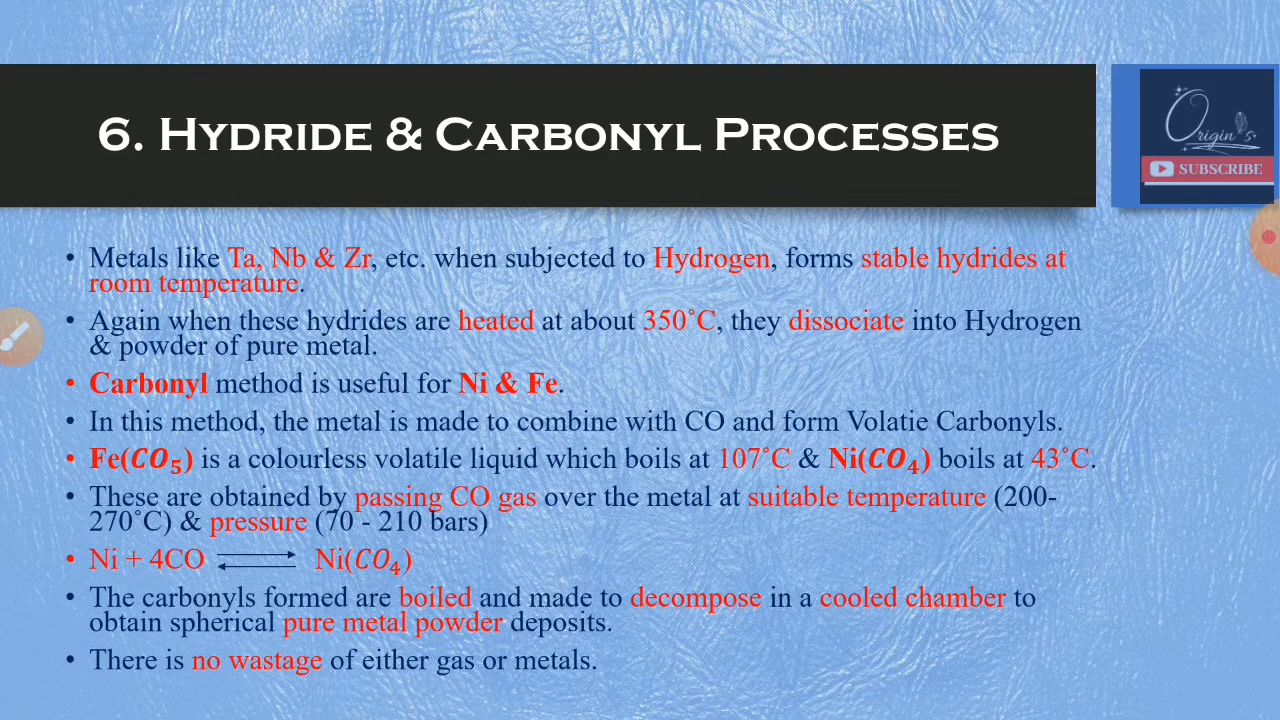 6. HYDRIDE & CARBONYL PROCESSES
Origin's
SUBSCRIBE
• Metals like Ta, Nb & Zr, etc. when subjected to Hydrogen, forms stable hydrides at
room temperature.
• Again when these hydrides are heated at about 350˚C, they dissociate into Hydrogen
& powder of pure metal.
• Carbonyl method is useful for Ni & Fe.
• In this method, the metal is made to combine with CO and form Volatie Carbonyls.
• Fe(CO₅) is a colourless volatile liquid which boils at 107˚C & Ni(CO₄) boils at 43˚C.
• These are obtained by passing CO gas over the metal at suitable temperature (200-
270˚C) & pressure (70 - 210 bars)
• Ni + 4CO ⇄ Ni(CO₄)
• The carbonyls formed are boiled and made to decompose in a cooled chamber to
obtain spherical pure metal powder deposits.
• There is no wastage of either gas or metals.